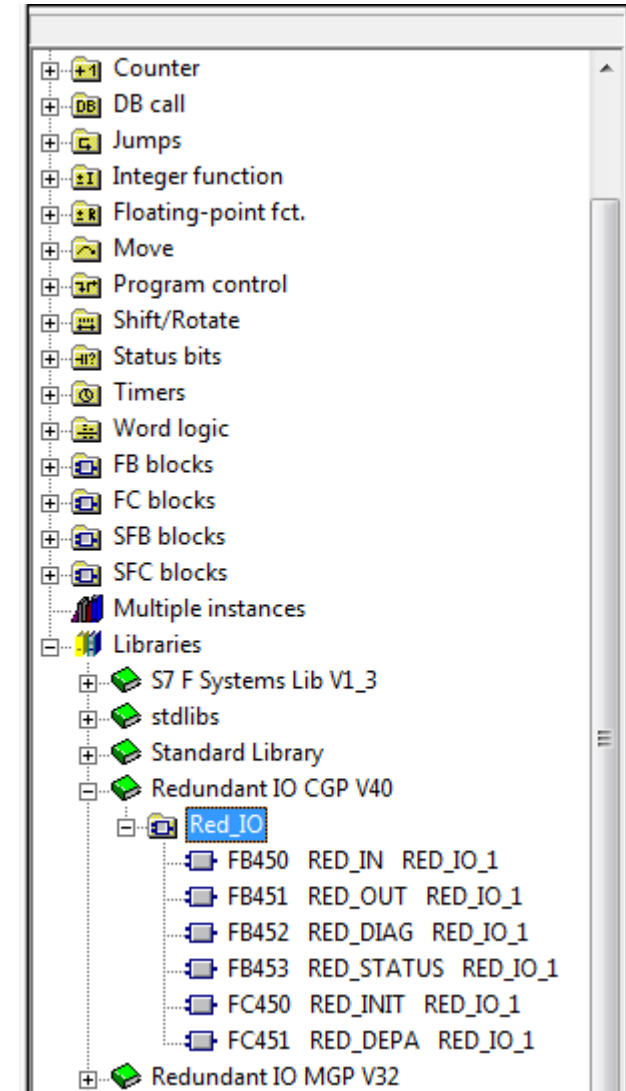 +1 Counter
DB DB call
Jumps
±I Integer function
±R Floating-point fct.
Move
Program control
Shift/Rotate
Status bits
Timers
Word logic
FB blocks
FC blocks
SFB blocks
SFC blocks
Multiple instances
Libraries
S7 F Systems Lib V1_3
stdlibs
Standard Library
Redundant IO CGP V40
Red_IO
FB450 RED_IN RED_IO_1
FB451 RED_OUT RED_IO_1
FB452 RED_DIAG RED_IO_1
FB453 RED_STATUS RED_IO_1
FC450 RED_INIT RED_IO_1
FC451 RED_DEPA RED_IO_1
Redundant IO MGP V32